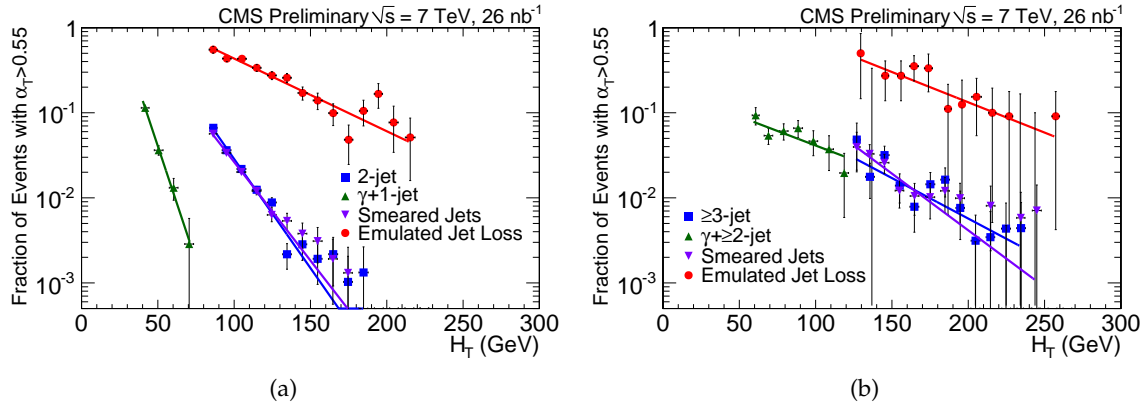 CMS Preliminary √s = 7 TeV, 26 nb⁻¹
Fraction of Events with α_T>0.55
1
10⁻¹
10⁻²
10⁻³
2-jet
γ+1-jet
Smeared Jets
Emulated Jet Loss
0 50 100 150 200 250 300
H_T (GeV)
(a)
CMS Preliminary √s = 7 TeV, 26 nb⁻¹
Fraction of Events with α_T>0.55
1
10⁻¹
10⁻²
10⁻³
≥3-jet
γ+≥2-jet
Smeared Jets
Emulated Jet Loss
0 50 100 150 200 250 300
H_T (GeV)
(b)